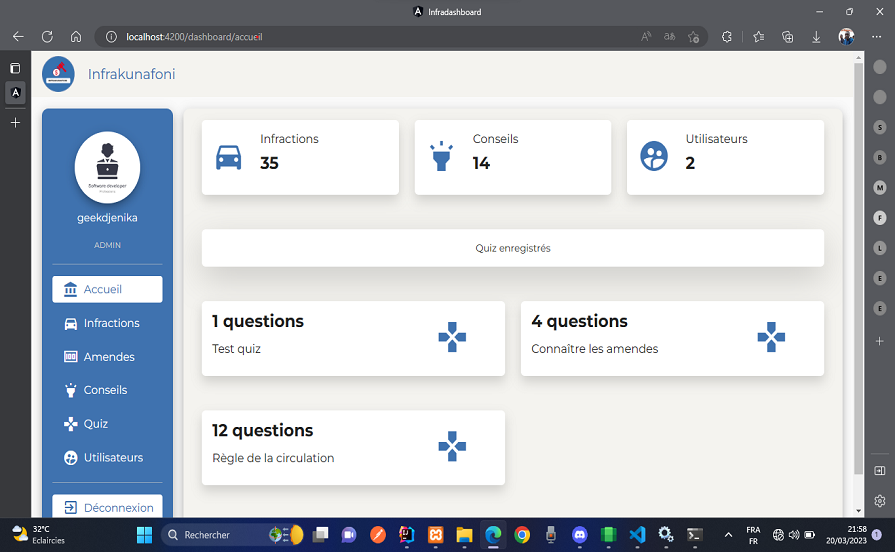 Infradashboard
localhost:4200/dashboard/accueil
Infrakunafoni
Software developer
geekdjenika
ADMIN
Accueil
Infractions
Amendes
Conseils
Quiz
Utilisateurs
Déconnexion
Infractions
35
Conseils
14
Utilisateurs
2
Quiz enregistrés
1 questions
Test quiz
4 questions
Connaître les amendes
12 questions
Règle de la circulation
S
B
M
F
L
E
E
32°C
Eclaircies
Rechercher
FRA
FR
21:58
20/03/2023
1